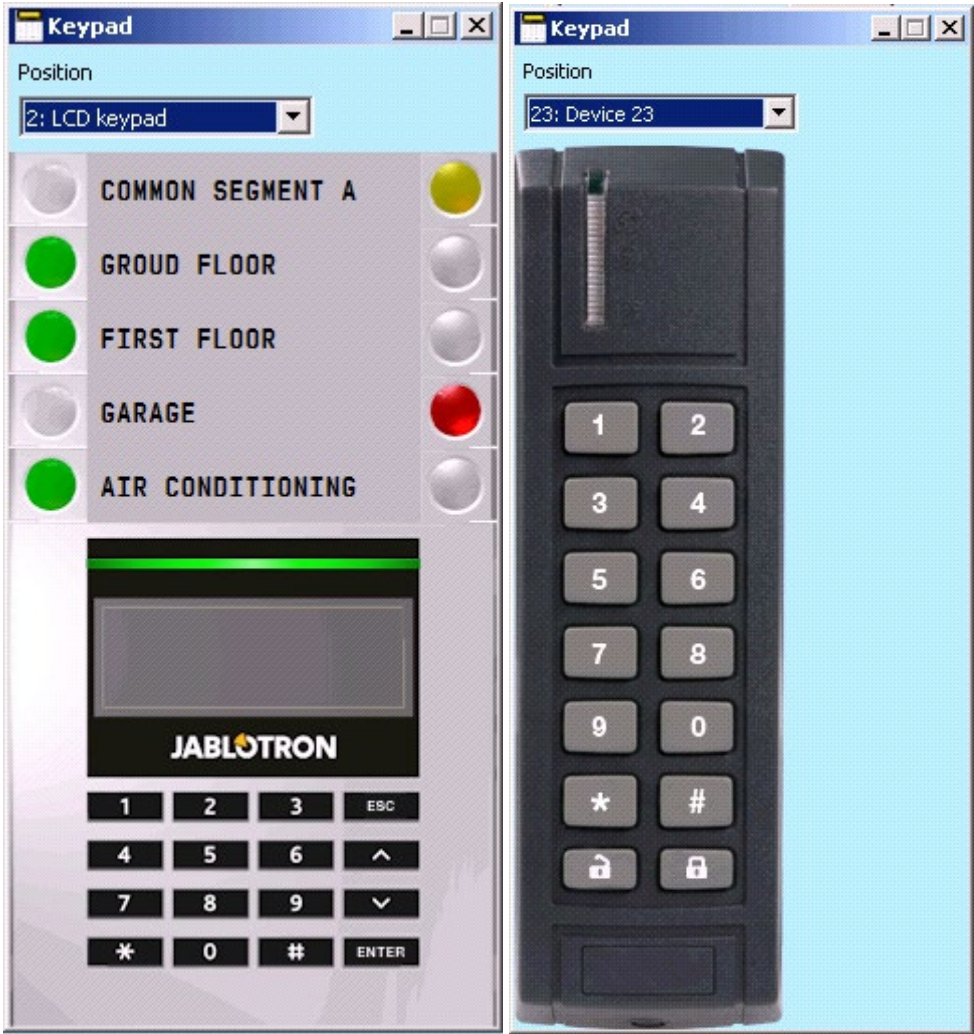 Keypad
Position
2: LCD keypad
COMMON SEGMENT A
GROUD FLOOR
FIRST FLOOR
GARAGE
AIR CONDITIONING
JABLOTRON
1 2 3 ESC
4 5 6
7 8 9
* 0 # ENTER
Keypad
Position
23: Device 23
1 2
3 4
5 6
7 8
9 0
* #